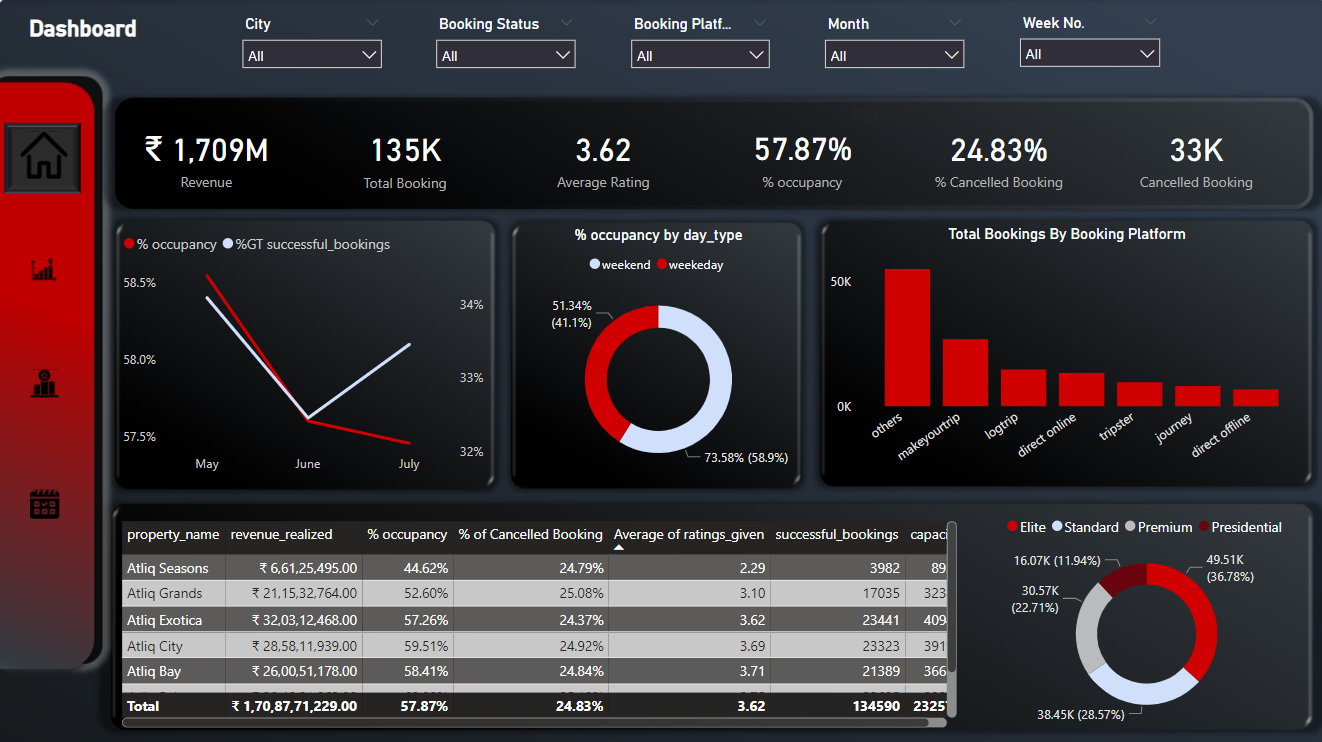 Dashboard
City
Booking Status
Booking Platf...
Month
Week No.
All
All
All
All
All
₹ 1,709M
135K
3.62
57.87%
24.83%
33K
Revenue
Total Booking
Average Rating
% occupancy
% Cancelled Booking
Cancelled Booking
% occupancy %GT successful_bookings
58.5%
58.0%
57.5%
34%
33%
32%
May June July
% occupancy by day_type
weekend weekeday
51.34%
(41.1%)
73.58% (58.9%)
Total Bookings By Booking Platform
50K
0K
others
makeyourtrip
logtrip
direct online
tripster
journey
direct offline
property_name revenue_realized % occupancy % of Cancelled Booking Average of ratings_given successful_bookings capaci
Atliq Seasons ₹ 6,61,25,495.00 44.62% 24.79% 2.29 3982 89
Atliq Grands ₹ 21,15,32,764.00 52.60% 25.08% 3.10 17035 323
Atliq Exotica ₹ 32,03,12,468.00 57.26% 24.37% 3.62 23441 409
Atliq City ₹ 28,58,11,939.00 59.51% 24.92% 3.69 23323 391
Atliq Bay ₹ 26,00,51,178.00 58.41% 24.84% 3.71 21389 366
Total ₹ 1,70,87,71,229.00 57.87% 24.83% 3.62 134590 2325
Elite Standard Premium Presidential
16.07K (11.94%)
49.51K
(36.78%)
30.57K
(22.71%)
38.45K (28.57%)